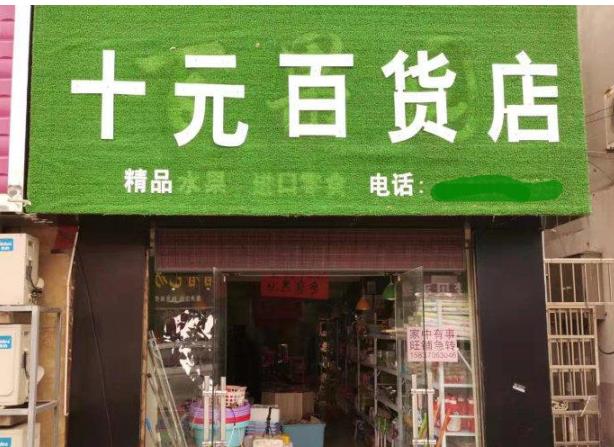 十元百货店
精品 水果 进口零食 电话:
家中有事
旺铺急转
15837063046